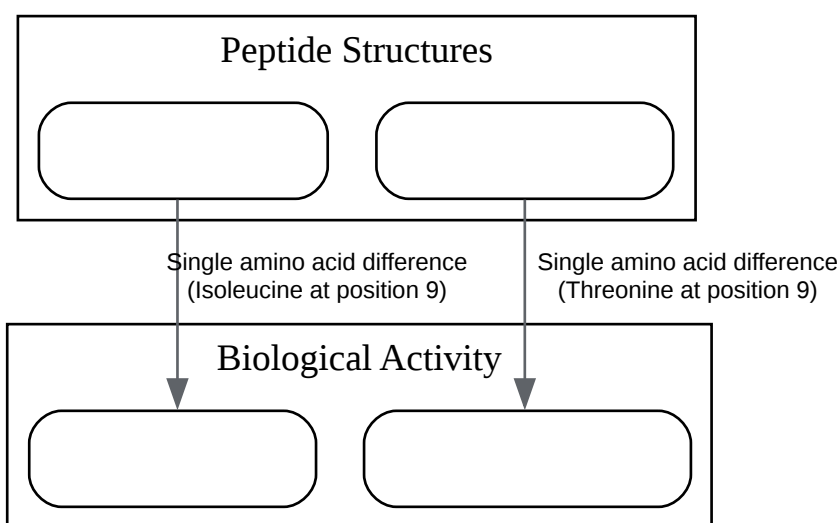 Peptide Structures
Single amino acid difference
(Isoleucine at position 9)
Single amino acid difference
(Threonine at position 9)
Biological Activity